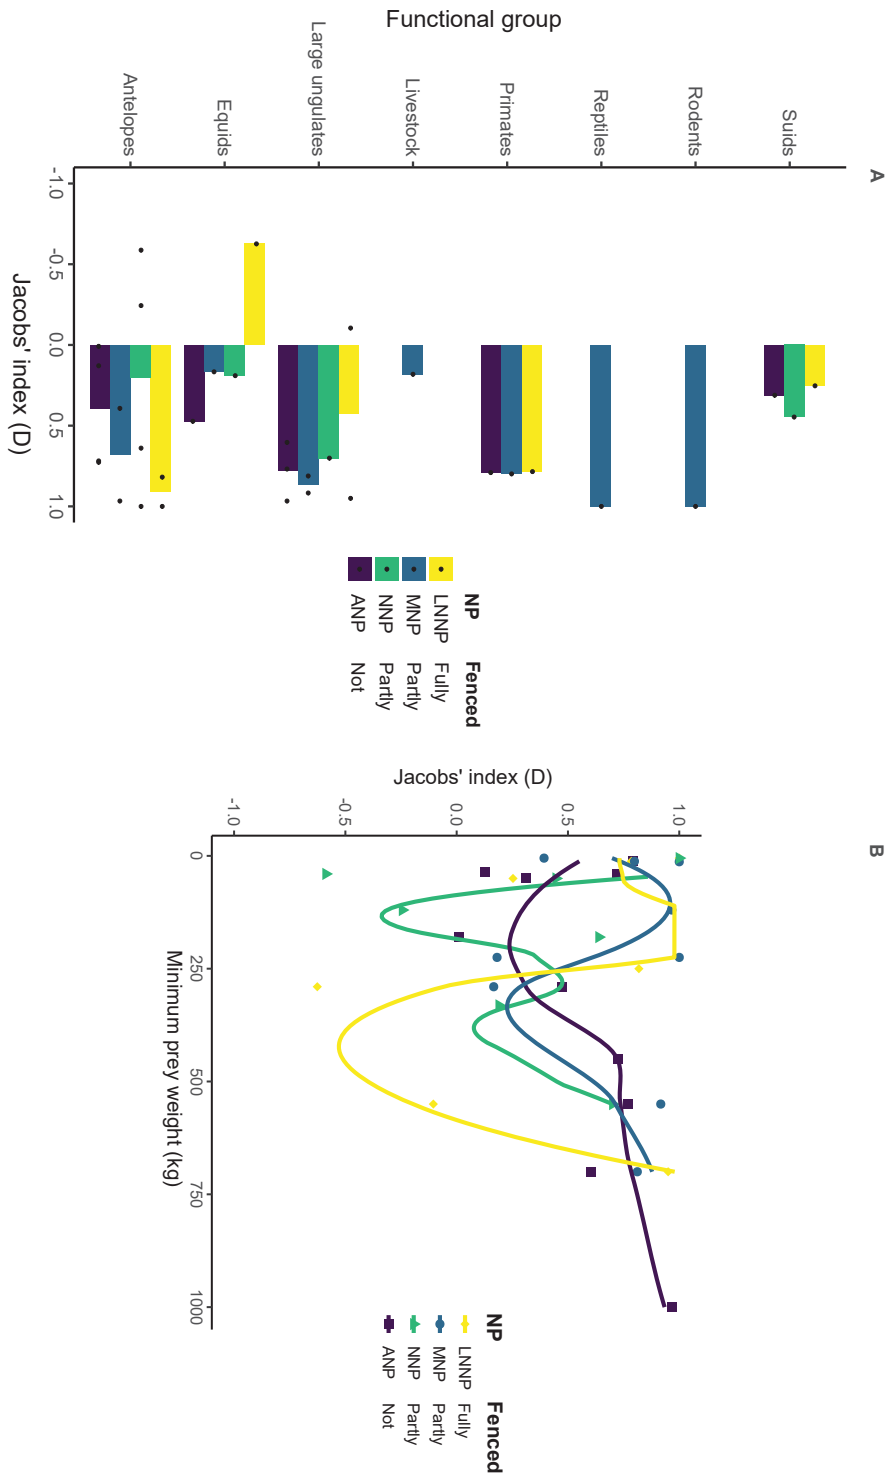 A
Functional group
Suids
Rodents
Reptiles
Primates
Livestock
Large ungulates
Equids
Antelopes
-1.0
-0.5
0.0
0.5
1.0
Jacobs' index (D)
NP Fenced
LNNP Fully
MNP Partly
NNP Partly
ANP Not
B
Jacobs' index (D)
1.0
0.5
0.0
-0.5
-1.0
0
250
500
750
1000
Minimum prey weight (kg)
NP Fenced
LNNP Fully
MNP Partly
NNP Partly
ANP Not